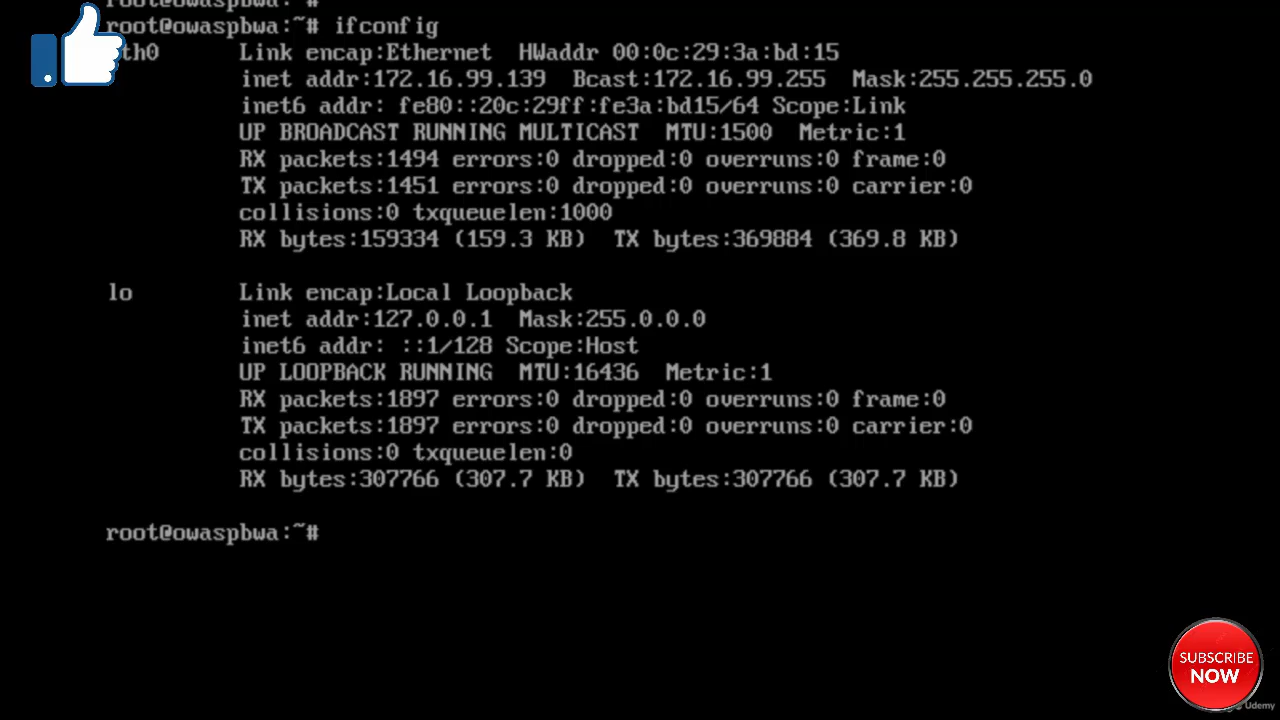 root@owaspbwa:~#
root@owaspbwa:~# ifconfig
th0 Link encap:Ethernet HWaddr 00:0c:29:3a:bd:15
inet addr:172.16.99.139 Bcast:172.16.99.255 Mask:255.255.255.0
inet6 addr: fe80::20c:29ff:fe3a:bd15/64 Scope:Link
UP BROADCAST RUNNING MULTICAST MTU:1500 Metric:1
RX packets:1494 errors:0 dropped:0 overruns:0 frame:0
TX packets:1451 errors:0 dropped:0 overruns:0 carrier:0
collisions:0 txqueuelen:1000
RX bytes:159334 (159.3 KB) TX bytes:369884 (369.8 KB)
lo Link encap:Local Loopback
inet addr:127.0.0.1 Mask:255.0.0.0
inet6 addr: ::1/128 Scope:Host
UP LOOPBACK RUNNING MTU:16436 Metric:1
RX packets:1897 errors:0 dropped:0 overruns:0 frame:0
TX packets:1897 errors:0 dropped:0 overruns:0 carrier:0
collisions:0 txqueuelen:0
RX bytes:307766 (307.7 KB) TX bytes:307766 (307.7 KB)
root@owaspbwa:~#
SUBSCRIBE
NOW
Udemy